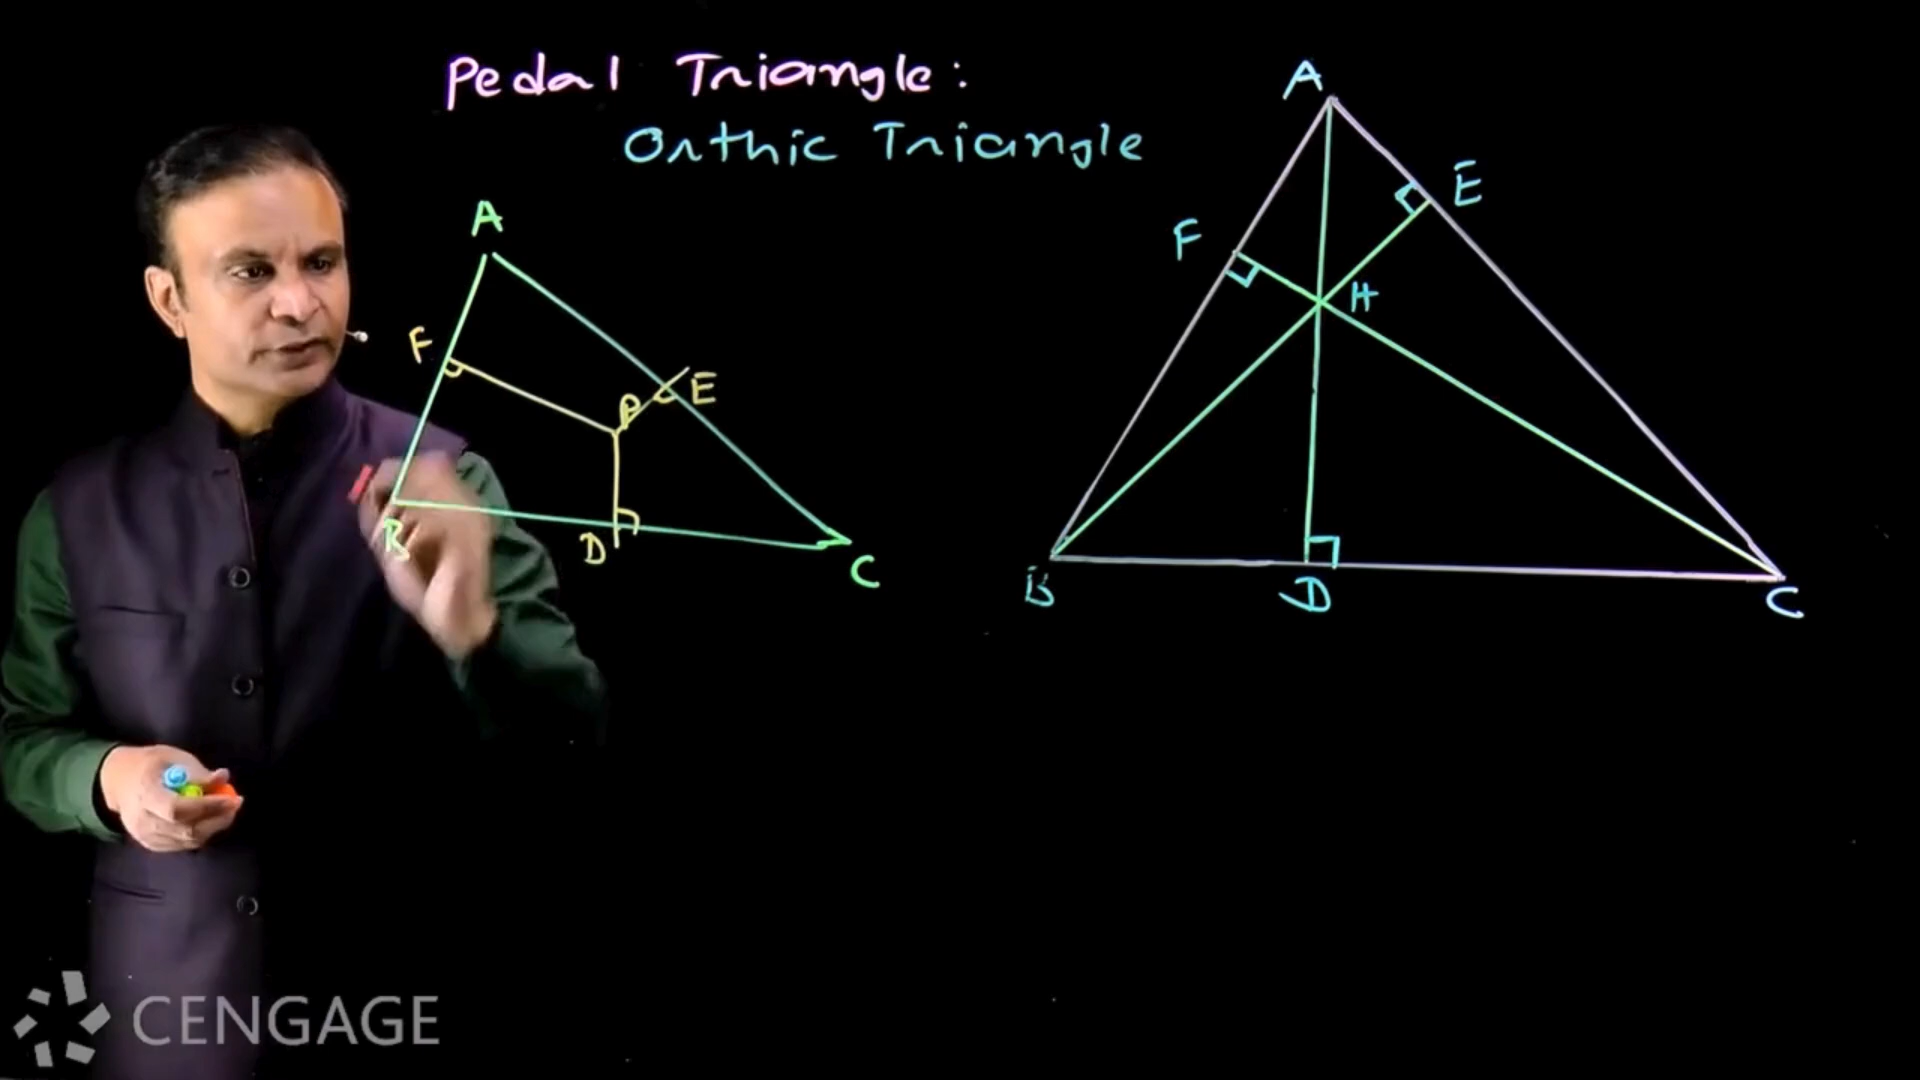 Pedal Triangle:
Orthic Triangle
A
F
P
E
B
D
C
A
E
F
H
B
D
C
CENGAGE